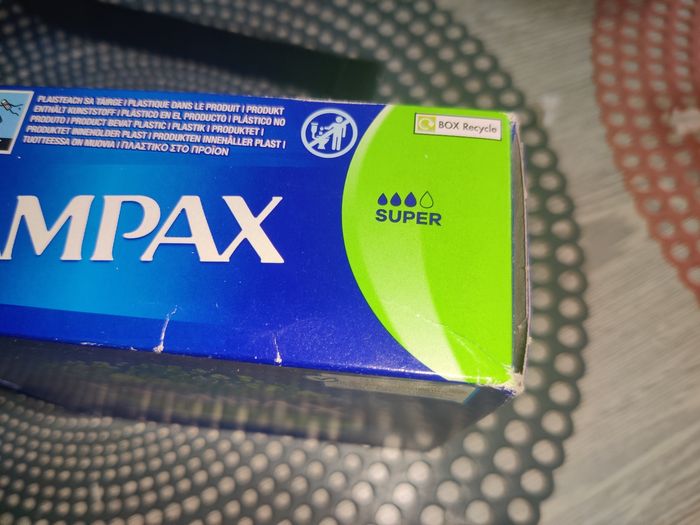 PLAISTEACH SA TÁIRGE | PLASTIQUE DANS LE PRODUIT | PRODUKT
ENTHÄLT KUNSTSTOFF | PLÁSTICO EN EL PRODUCTO | PLÁSTICO NO
PRODUTO | PRODUCT BEVAT PLASTIC | PLASTIK I PRODUKTET |
PRODUKTET INNEHOLDER PLAST | PRODUKTEN INNEHÅLLER PLAST |
TUOTTEESSA ON MUOVIA | ΠΛΑΣΤΙΚΟ ΣΤΟ ΠΡΟΪΟΝ
BOX Recycle
MPAX
SUPER